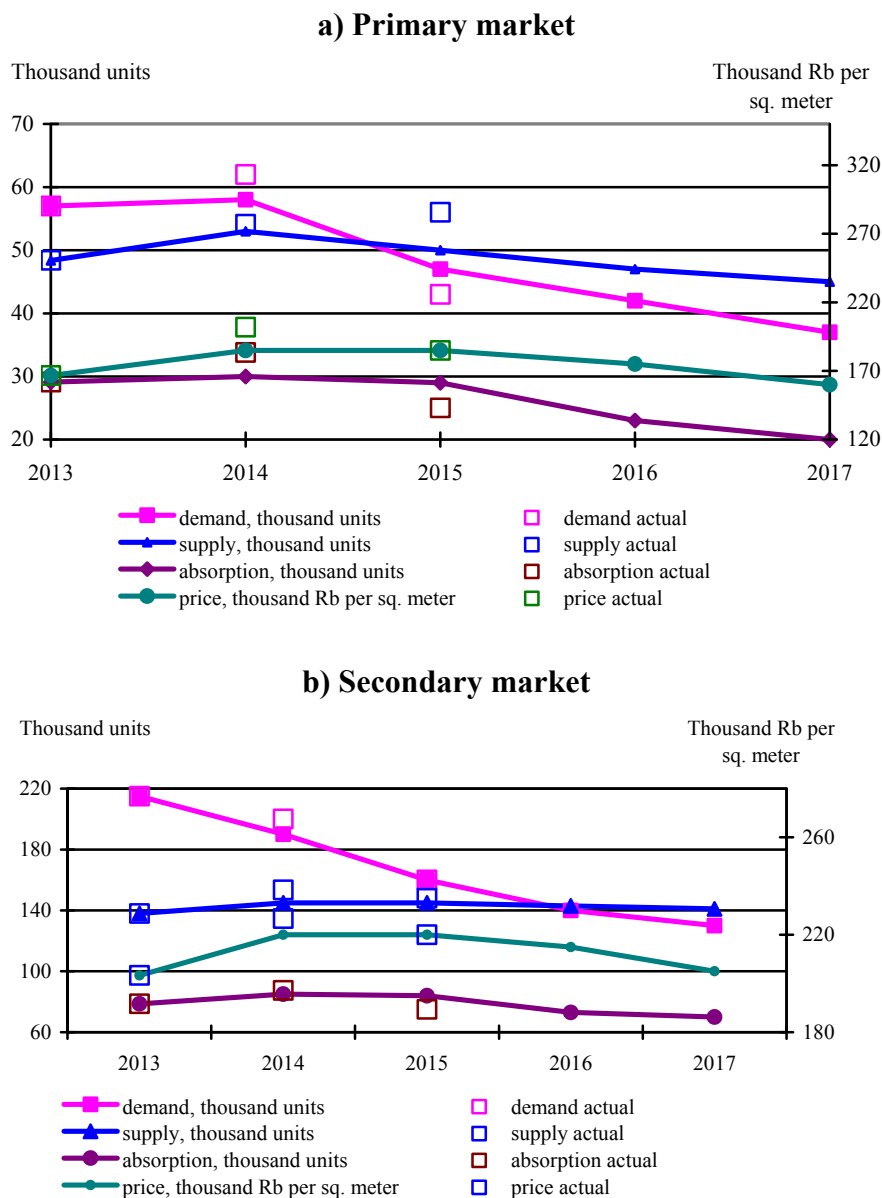 a) Primary market
Thousand units
Thousand Rb per
sq. meter
70
60
50
40
30
20
320
270
220
170
120
2013 2014 2015 2016 2017
demand, thousand units
supply, thousand units
absorption, thousand units
price, thousand Rb per sq. meter
demand actual
supply actual
absorption actual
price actual
b) Secondary market
Thousand units
Thousand Rb per
sq. meter
220
180
140
100
60
260
220
180
2013 2014 2015 2016 2017
demand, thousand units
supply, thousand units
absorption, thousand units
price, thousand Rb per sq. meter
demand actual
supply actual
absorption actual
price actual